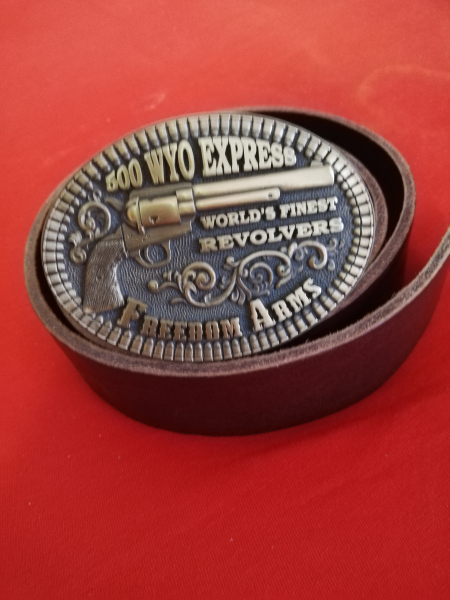 500 WYO EXPRESS
WORLD'S FINEST
REVOLVERS
FREEDOM ARMS